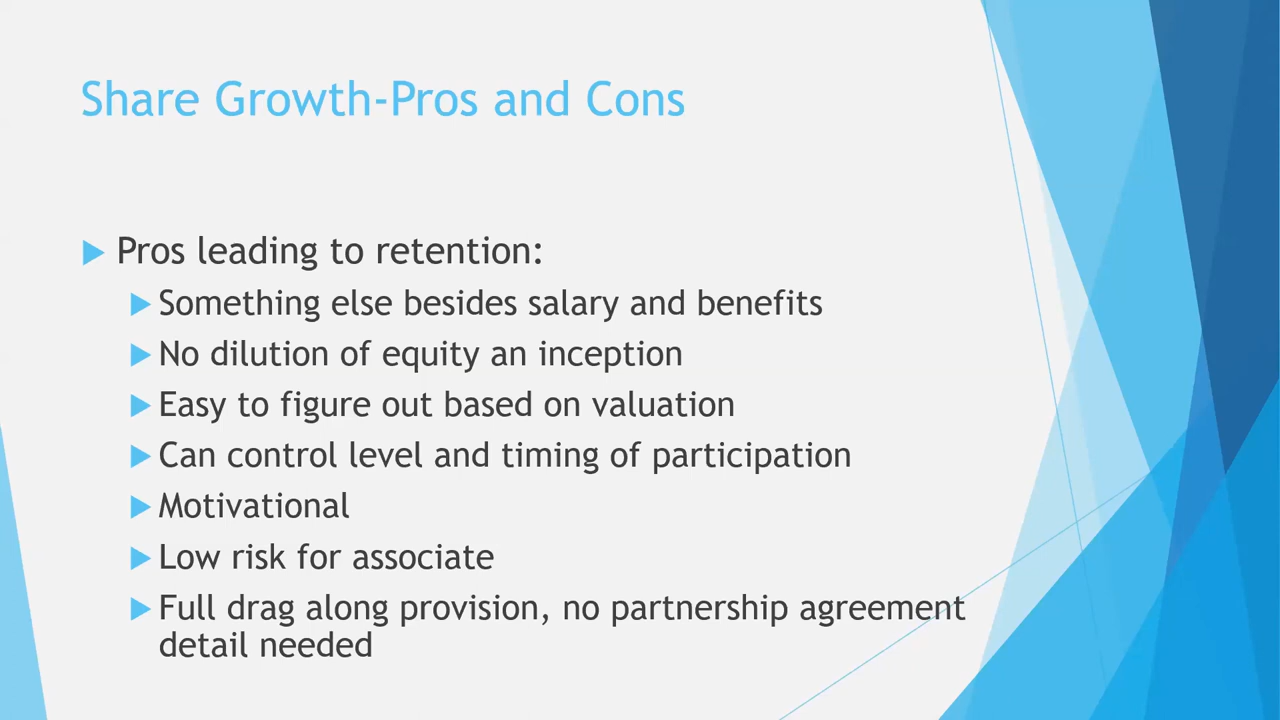 Share Growth-Pros and Cons
Pros leading to retention:
Something else besides salary and benefits
No dilution of equity an inception
Easy to figure out based on valuation
Can control level and timing of participation
Motivational
Low risk for associate
Full drag along provision, no partnership agreement
detail needed